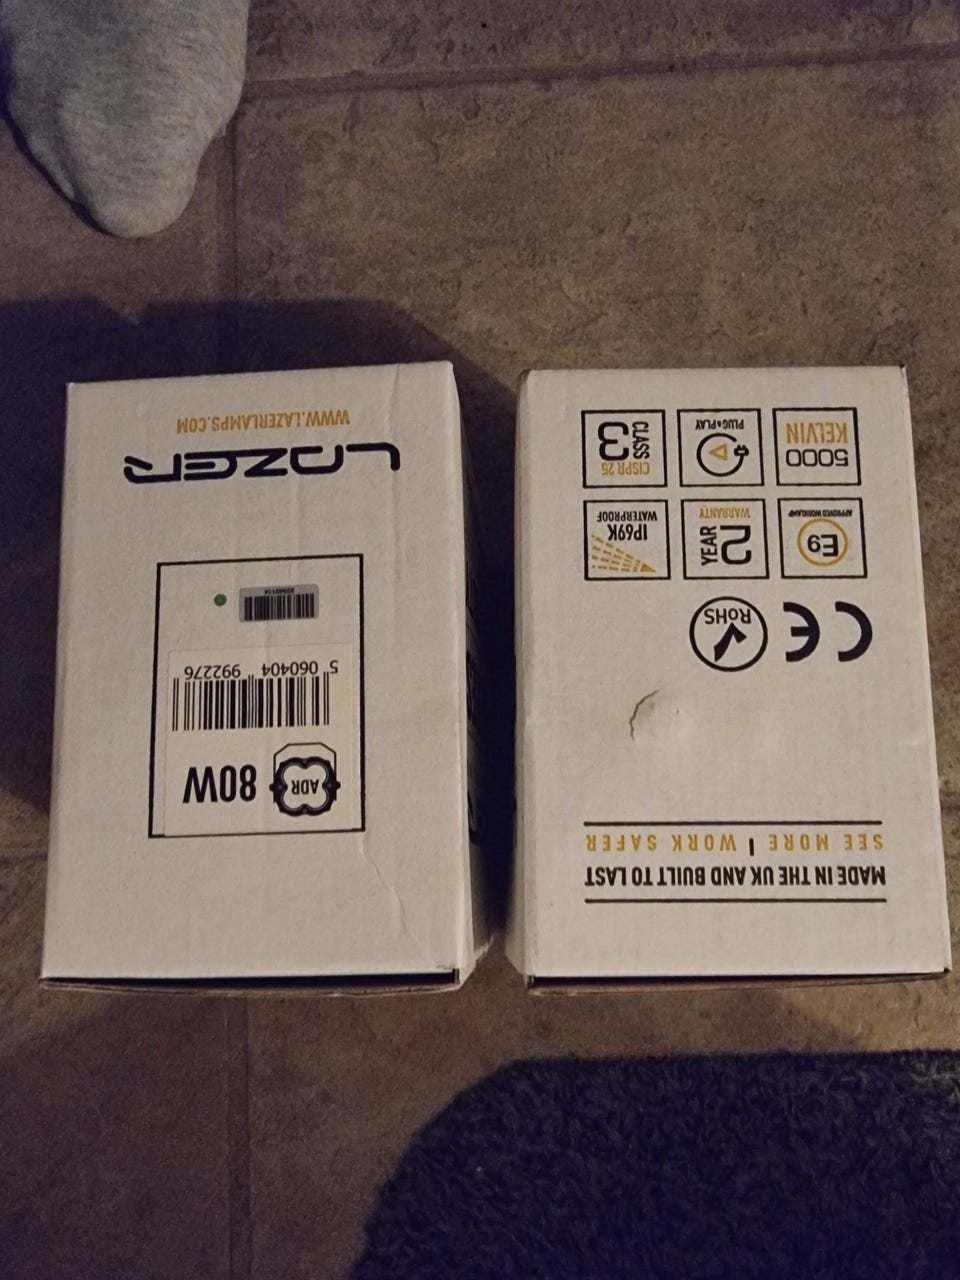 WWW.LAZERLAMPS.COM
LAZER
5 060404 992276
ADR
80W
MADE IN THE UK AND BUILT TO LAST
SEE MORE | WORK SAFER
CE
RoHS
E9
APPROVED WORKLAMP
2 YEAR
WARRANTY
IP69K
WATERPROOF
5000
KELVIN
PLUG&PLAY
CISPR 25
CLASS 3